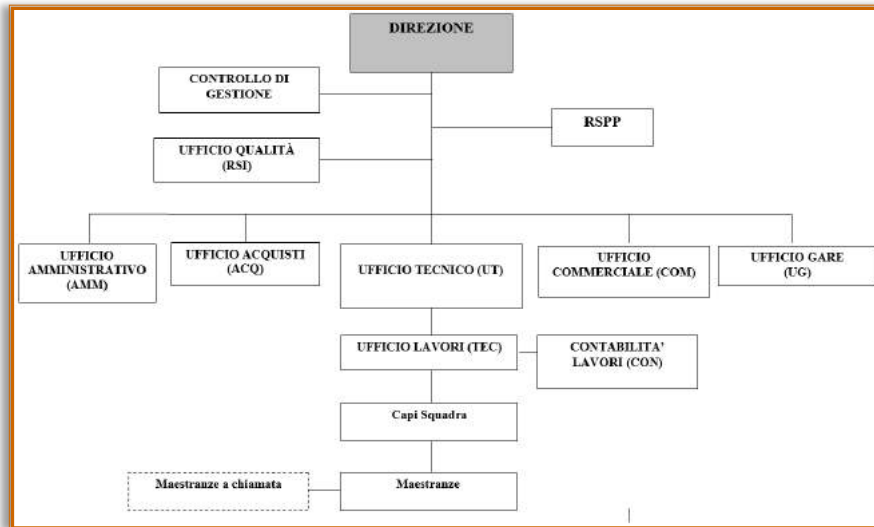 DIREZIONE
CONTROLLO DI
GESTIONE
RSPP
UFFICIO QUALITÀ
(RSI)
UFFICIO
AMMINISTRATIVO
(AMM)
UFFICIO ACQUISTI
(ACQ)
UFFICIO TECNICO (UT)
UFFICIO
COMMERCIALE (COM)
UFFICIO GARE
(UG)
UFFICIO LAVORI (TEC)
CONTABILITA'
LAVORI (CON)
Capi Squadra
Maestranze a chiamata
Maestranze